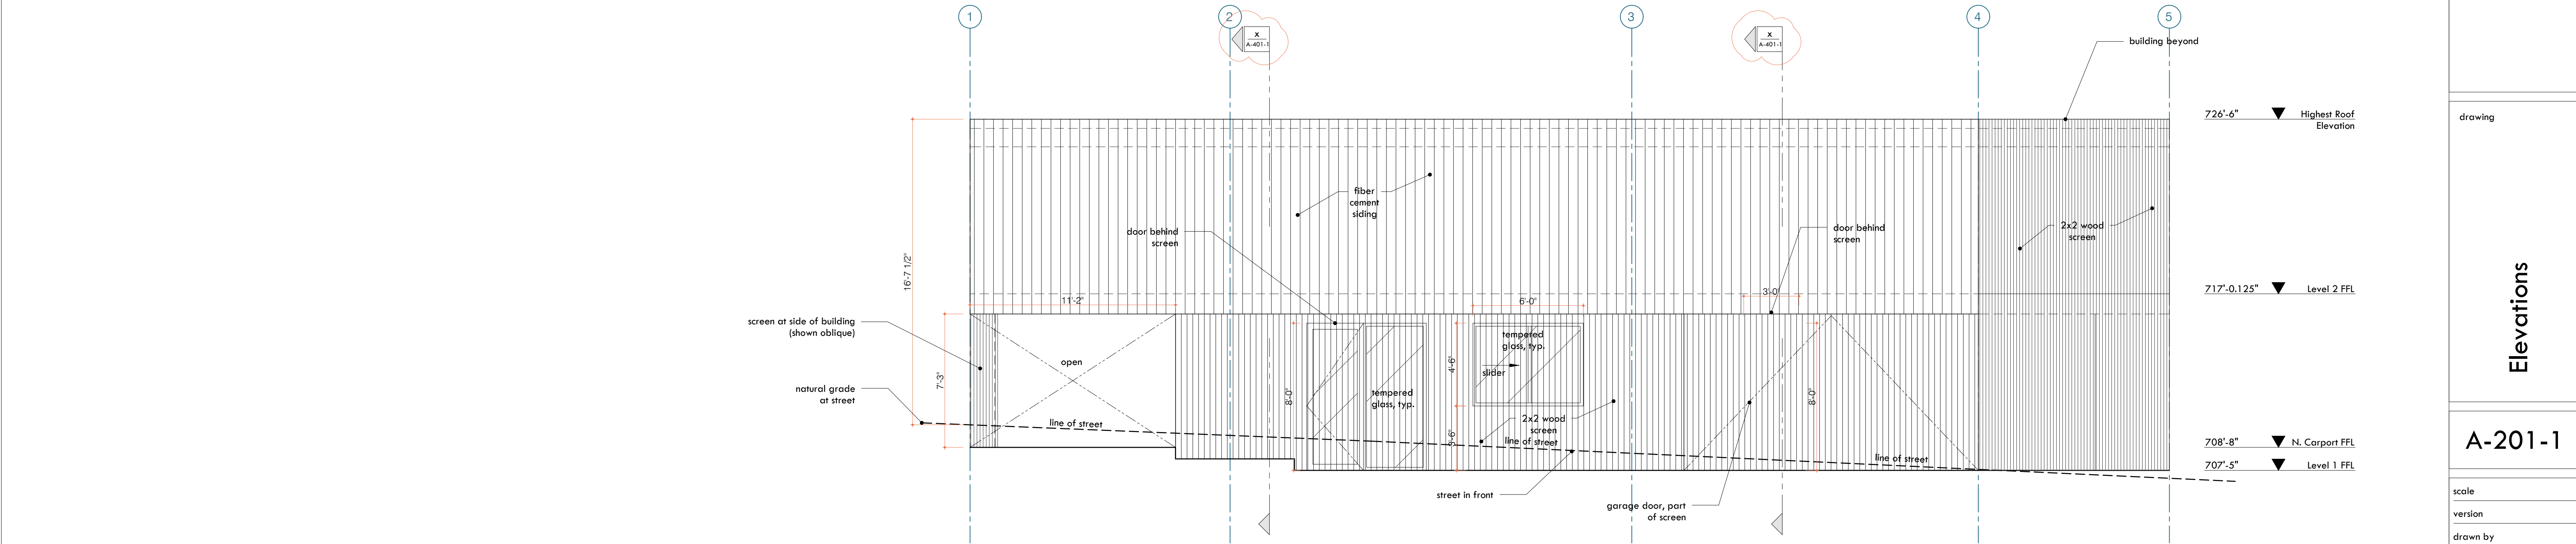 1
2
3
4
5
X
A-401-1
X
A-401-1
building beyond
726'-6"
Highest Roof
Elevation
drawing
fiber
cement
siding
door behind
screen
door behind
screen
2x2 wood
screen
16'-7 1/2"
11'-2"
6'-0"
3'-0"
717'-0.125"
Level 2 FFL
Elevations
screen at side of building
(shown oblique)
open
tempered
glass, typ.
slider
7'-3"
8'-0"
4'-6"
8'-0"
natural grade
at street
tempered
glass, typ.
line of street
2x2 wood
screen
line of street
3'-6"
line of street
708'-8"
N. Carport FFL
707'-5"
Level 1 FFL
A-201-1
street in front
garage door, part
of screen
scale
version
drawn by